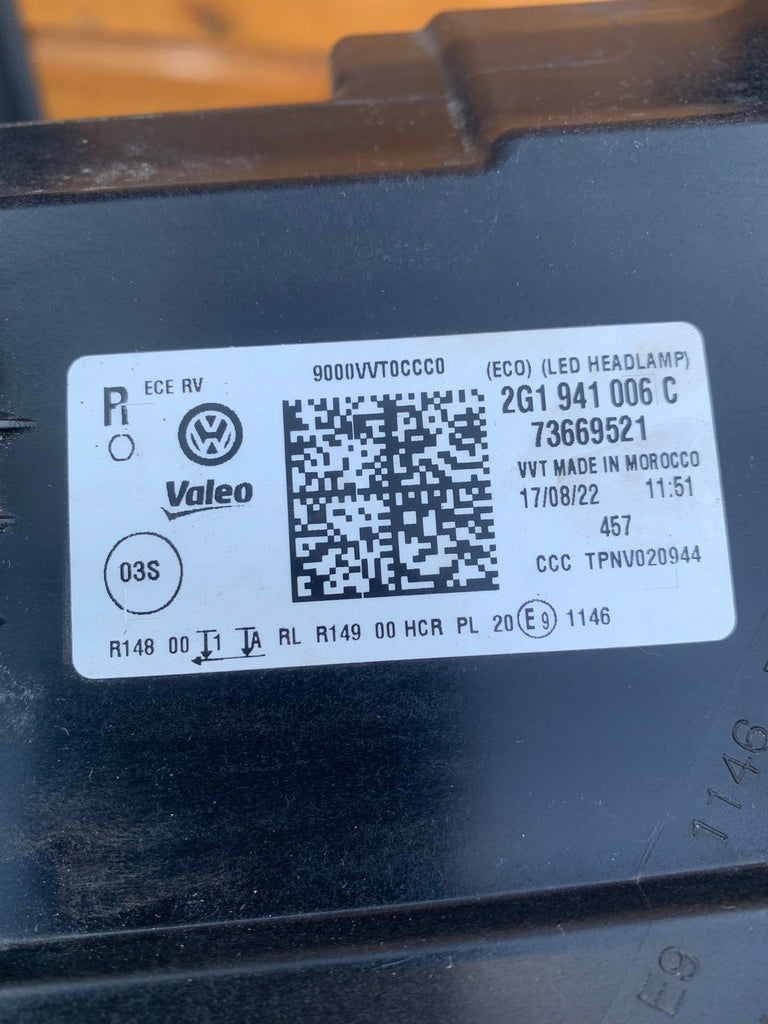 R ECE RV
9000VVT0CCC0
(ECO) (LED HEADLAMP)
2G1 941 006 C
73669521
VVT MADE IN MOROCCO
17/08/22 11:51
457
CCC TPNV020944
VW
Valeo
03S
R148 00 1 A RL R149 00 HCR PL 20 E9 1146
1146
E9